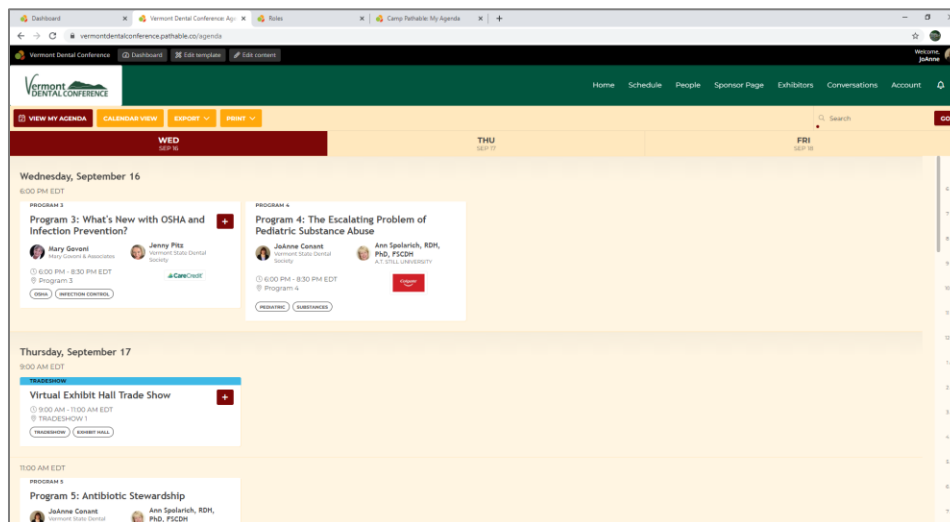 Dashboard
Vermont Dental Conference: Age
Roles
Camp Pathable: My Agenda
vermontdentalconference.pathable.co/agenda
Vermont Dental Conference Dashboard Edit template Edit content
Welcome,
JoAnne
Vermont
DENTAL CONFERENCE
Home Schedule People Sponsor Page Exhibitors Conversations Account
VIEW MY AGENDA CALENDAR VIEW EXPORT PRINT Search GO
WED THU FRI
SEP 16 SEP 17 SEP 18
Wednesday, September 16
6:00 PM EDT
PROGRAM 3
Program 3: What's New with OSHA and
Infection Prevention?
Mary Govoni
Mary Govoni & Associates
Jenny Pitz
Vermont State Dental
Society
6:00 PM - 8:30 PM EDT
Program 3
CareCredit
OSHA INFECTION CONTROL
PROGRAM 4
Program 4: The Escalating Problem of
Pediatric Substance Abuse
JoAnne Conant
Vermont State Dental
Society
Ann Spolarich, RDH,
PhD, FSCDH
A.T. STILL UNIVERSITY
6:00 PM - 8:30 PM EDT
Program 4
Colgate
PEDIATRIC SUBSTANCES
Thursday, September 17
9:00 AM EDT
TRADESHOW
Virtual Exhibit Hall Trade Show
9:00 AM - 11:00 AM EDT
TRADESHOW 1
TRADESHOW EXHIBIT HALL
11:00 AM EDT
PROGRAM 5
Program 5: Antibiotic Stewardship
JoAnne Conant
Vermont State Dental
Ann Spolarich, RDH,
PhD, FSCDH